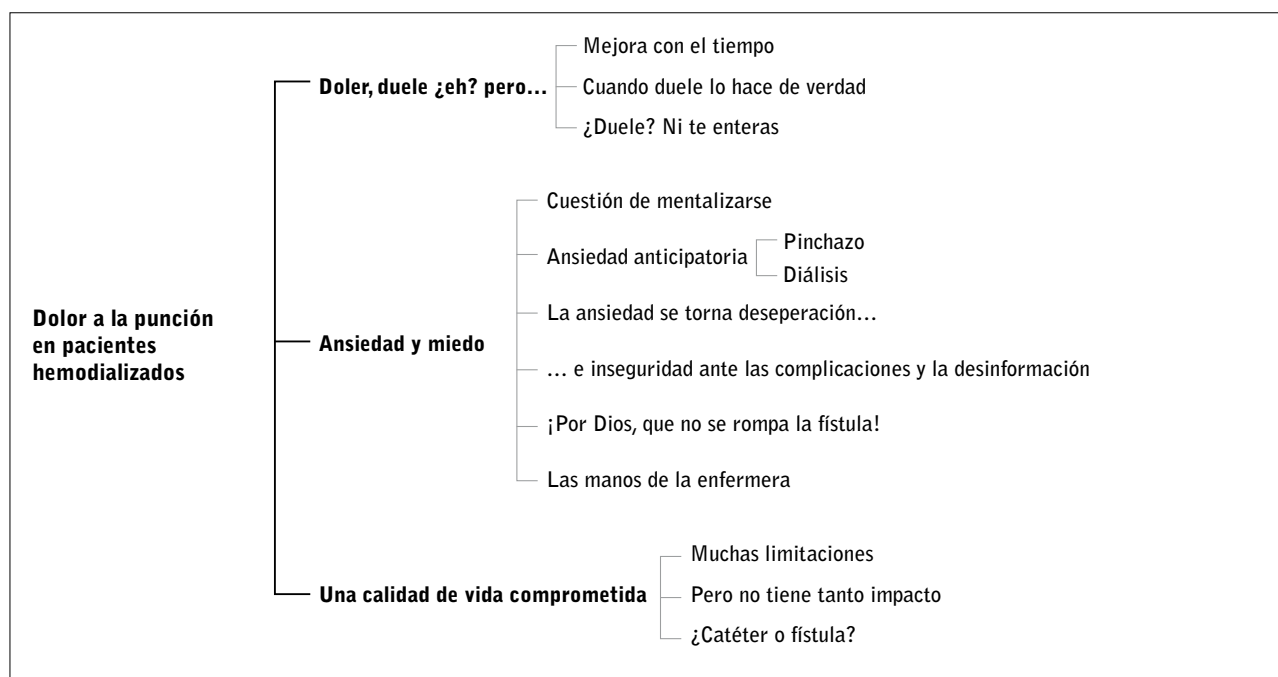 Dolor a la punción
en pacientes
hemodializados
Doler, duele ¿eh? pero...
Mejora con el tiempo
Cuando duele lo hace de verdad
¿Duele? Ni te enteras
Ansiedad y miedo
Cuestión de mentalizarse
Ansiedad anticipatoria
Pinchazo
Diálisis
La ansiedad se torna deseperación...
... e inseguridad ante las complicaciones y la desinformación
¡Por Dios, que no se rompa la fístula!
Las manos de la enfermera
Una calidad de vida comprometida
Muchas limitaciones
Pero no tiene tanto impacto
¿Catéter o fístula?